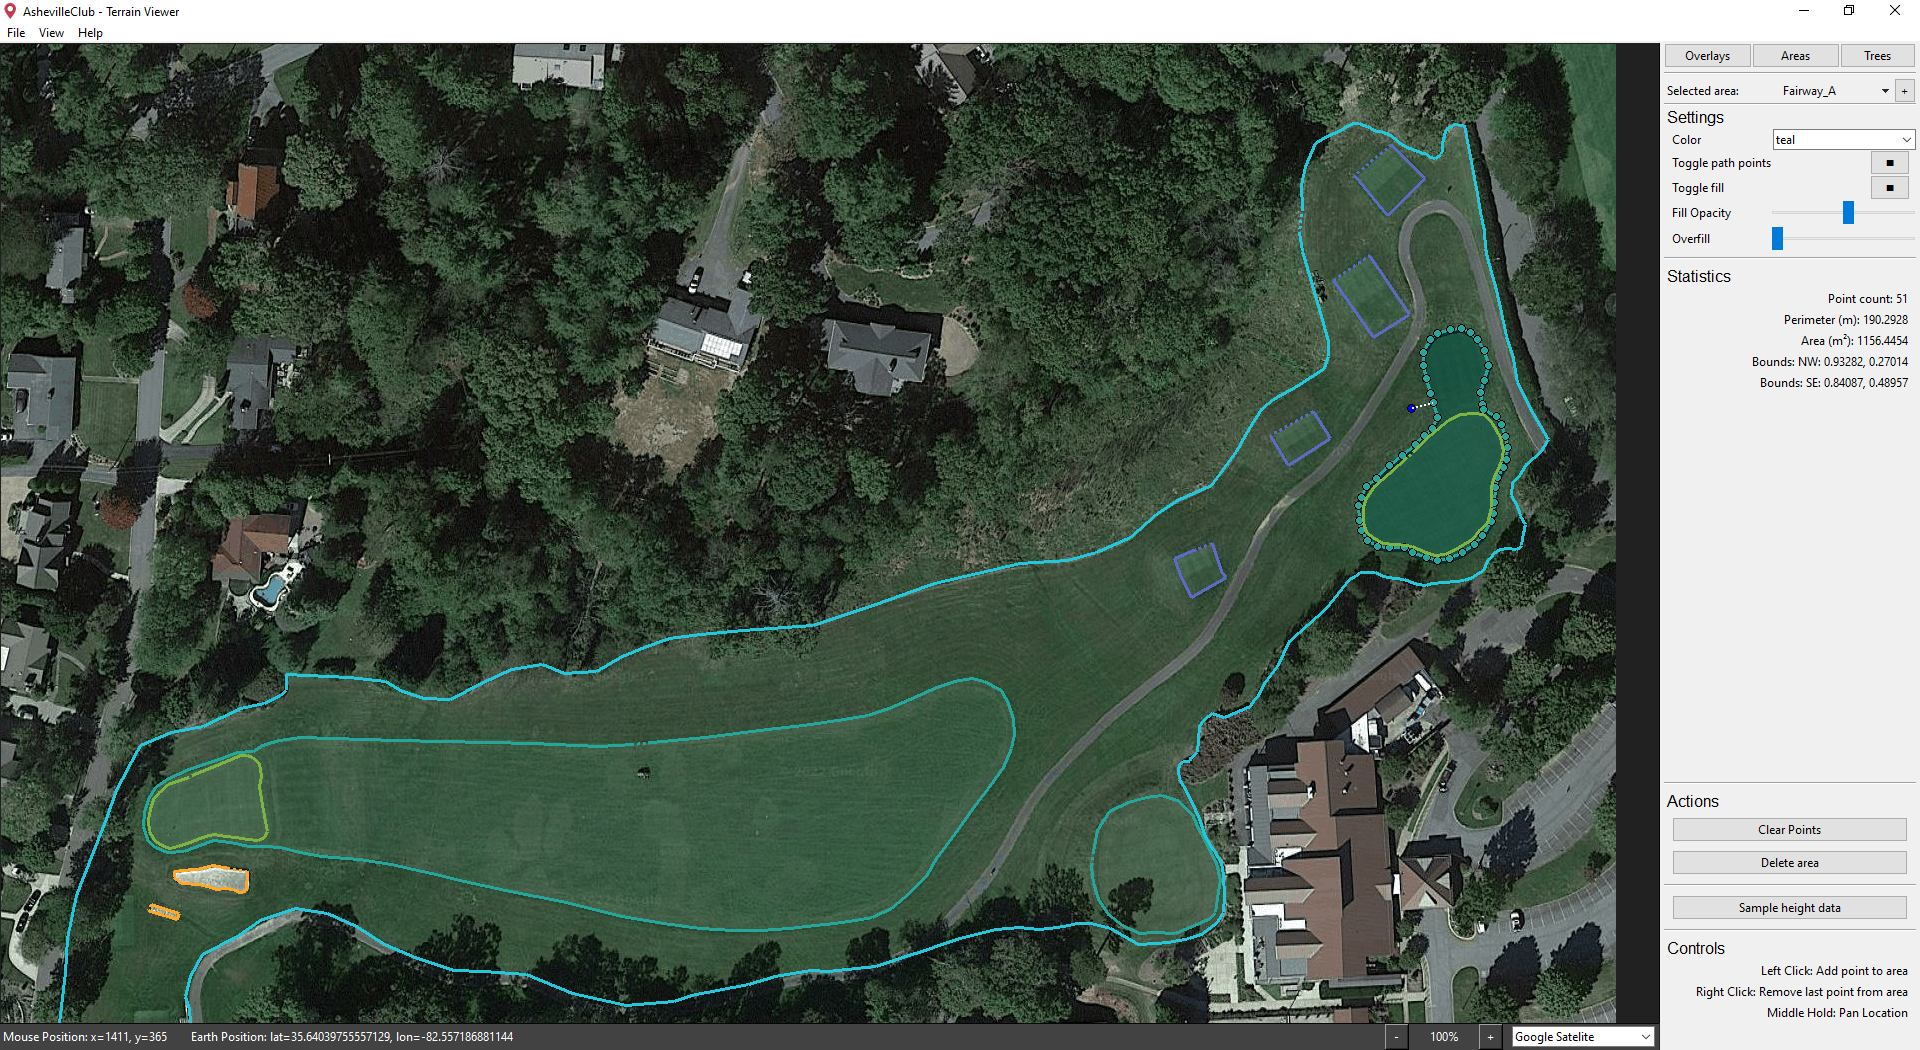 AshevilleClub - Terrain Viewer
File View Help
Overlays Areas Trees
Selected area: Fairway_A +
Settings
Color teal
Toggle path points
Toggle fill
Fill Opacity
Overfill
Statistics
Point count: 51
Perimeter (m): 190.2928
Area (m²): 1156.4454
Bounds: NW: 0.93282, 0.27014
Bounds: SE: 0.84087, 0.48957
Actions
Clear Points
Delete area
Sample height data
Controls
Left Click: Add point to area
Right Click: Remove last point from area
Middle Hold: Pan Location
Mouse Position: x=1411, y=365 Earth Position: lat=35.64039755557129, lon=-82.557186881144 - 100% + Google Satelite